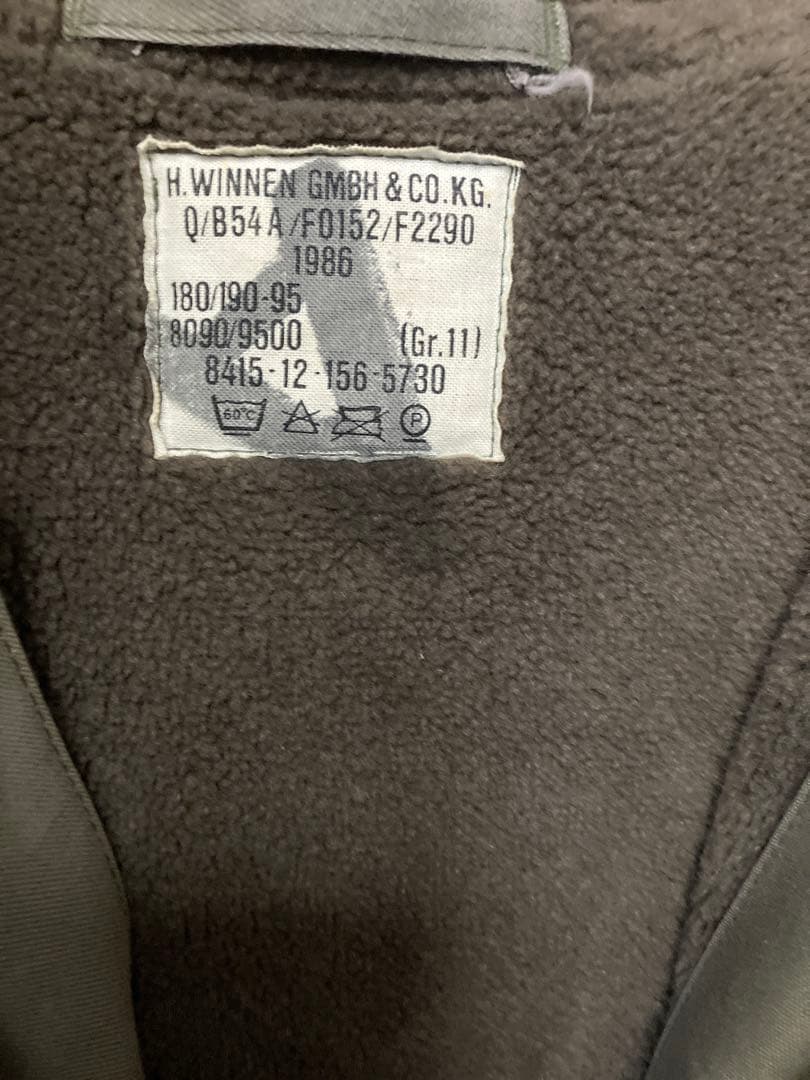 H.WINNEN GMBH & CO.KG.
Q/B54A/F0152/F2290
1986
180/190-95
8090/9500 (Gr.11)
8415-12-156-5730
60°C P